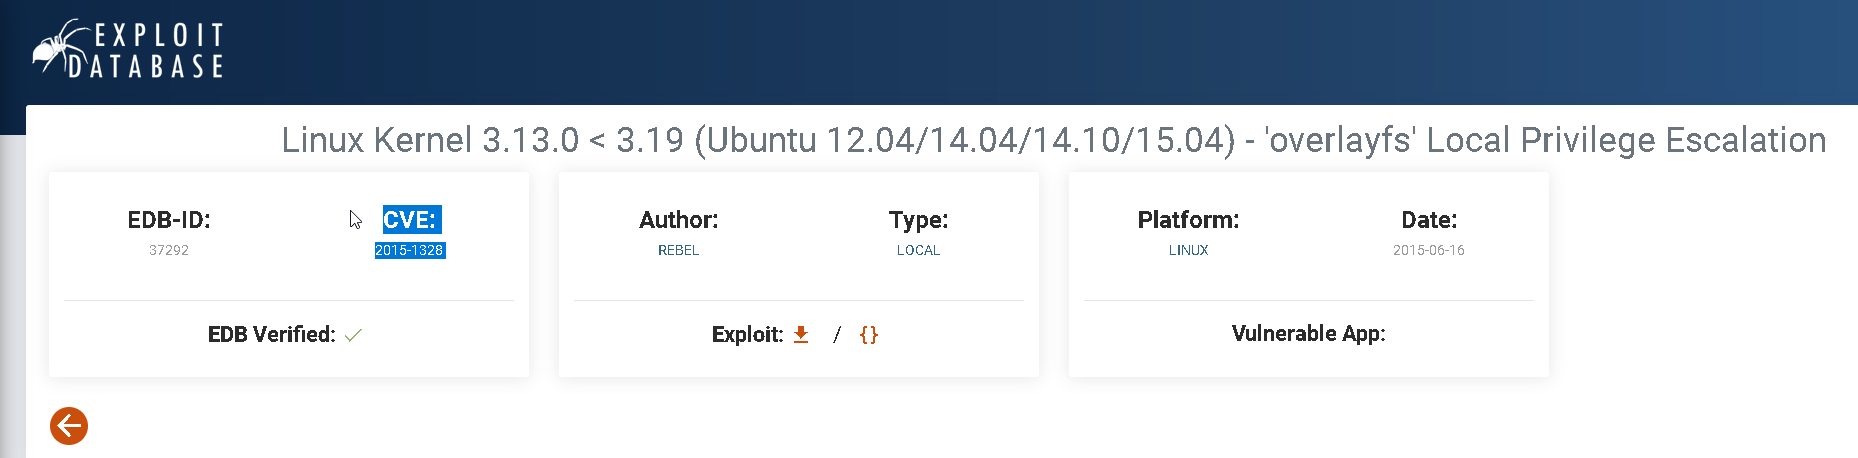 EXPLOIT
DATABASE
Linux Kernel 3.13.0 < 3.19 (Ubuntu 12.04/14.04/14.10/15.04) - 'overlayfs' Local Privilege Escalation
EDB-ID:
37292
CVE:
2015-1328
EDB Verified:
Author:
REBEL
Type:
LOCAL
Exploit: / {}
Platform:
LINUX
Date:
2015-06-16
Vulnerable App: